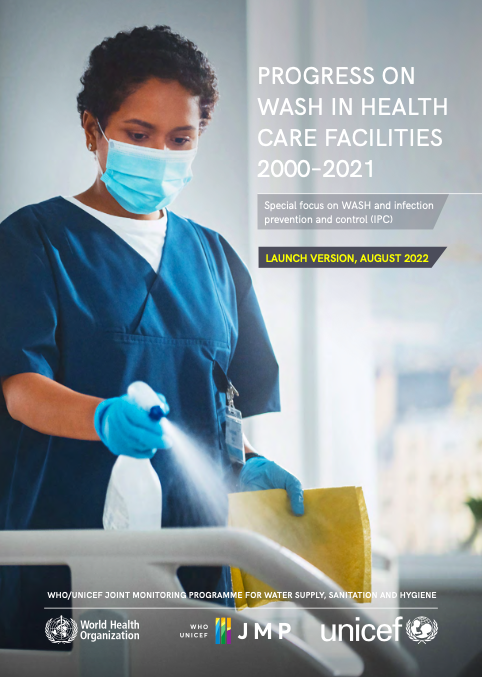 PROGRESS ON
WASH IN HEALTH
CARE FACILITIES
2000–2021
Special focus on WASH and infection
prevention and control (IPC)
LAUNCH VERSION, AUGUST 2022
WHO/UNICEF JOINT MONITORING PROGRAMME FOR WATER SUPPLY, SANITATION AND HYGIENE
World Health
Organization
WHO
UNICEF
JMP
unicef